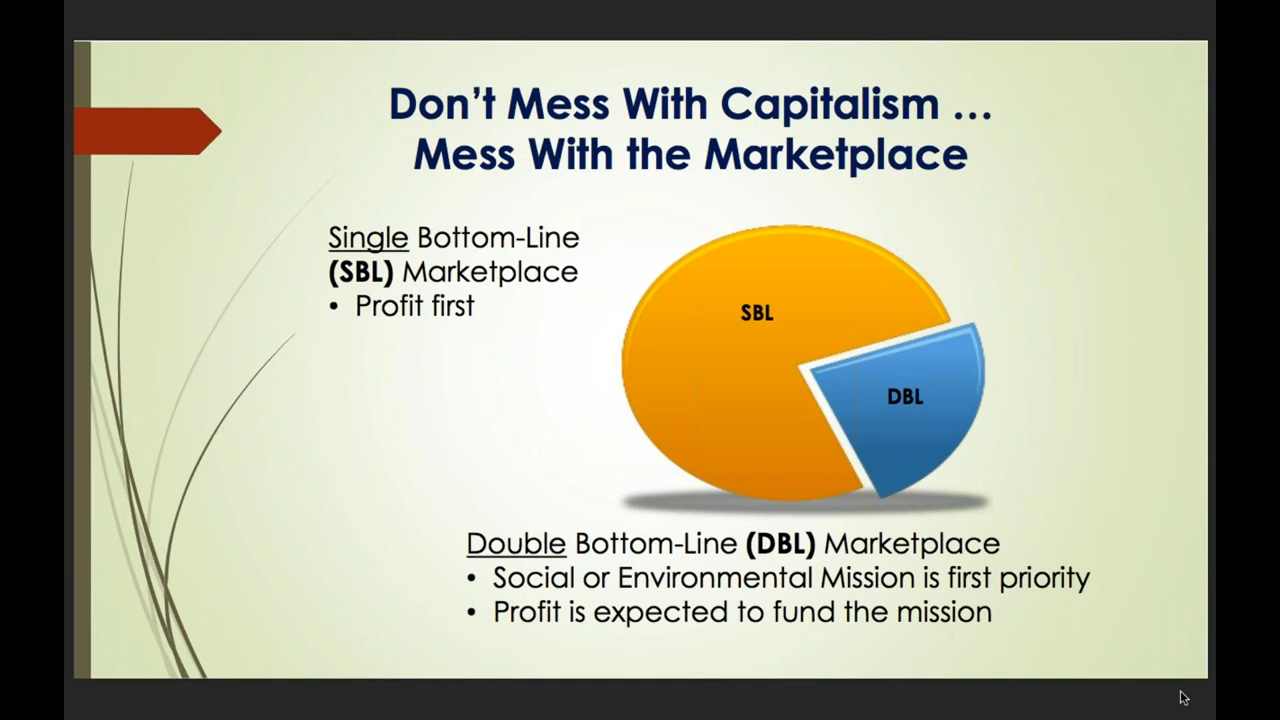 Don't Mess With Capitalism …
Mess With the Marketplace
Single Bottom-Line
(SBL) Marketplace
• Profit first
SBL
DBL
Double Bottom-Line (DBL) Marketplace
• Social or Environmental Mission is first priority
• Profit is expected to fund the mission